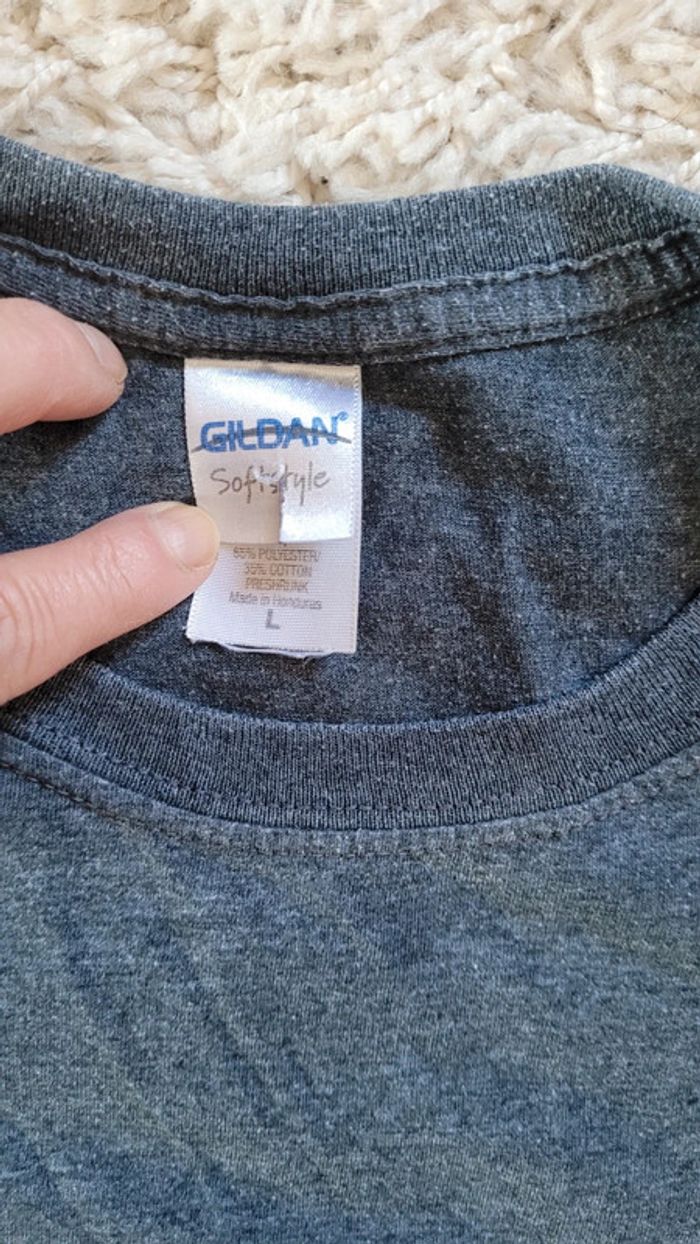 GILDAN®
Softstyle
65% POLYESTER/
35% COTTON
PRESHRUNK
Made in Honduras
L